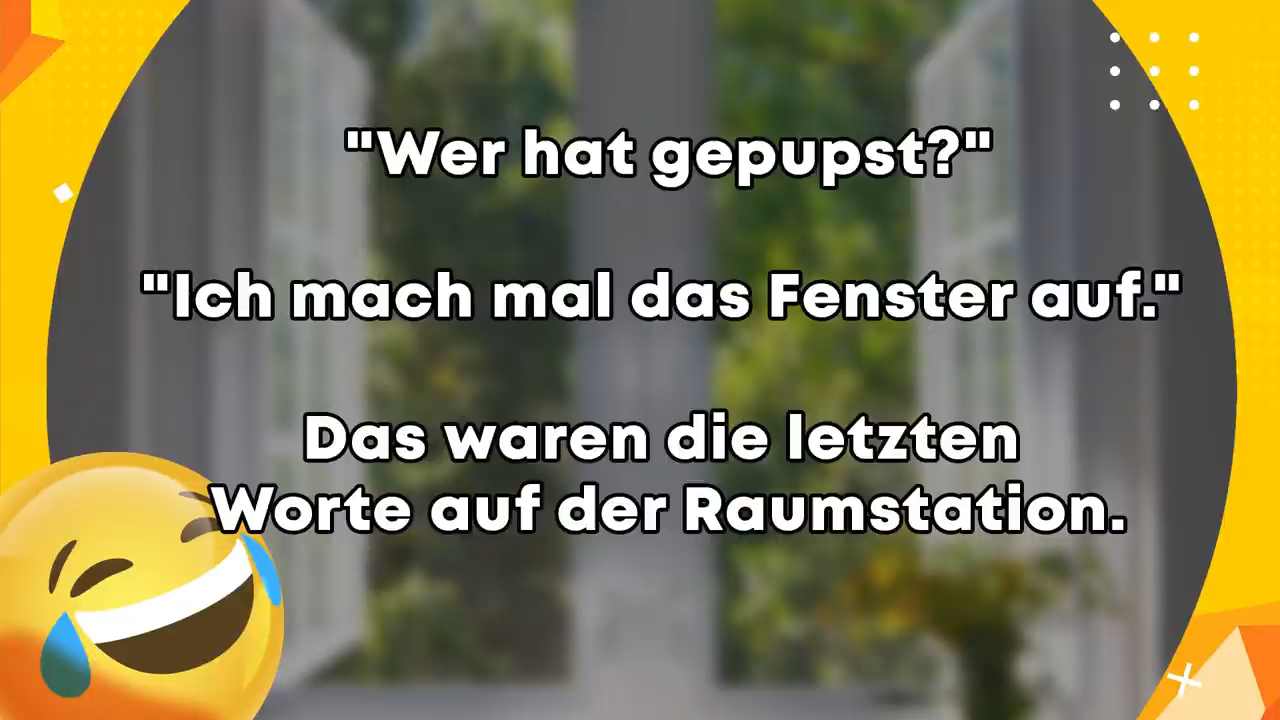 "Wer hat gepupst?"
"Ich mach mal das Fenster auf."
Das waren die letzten
Worte auf der Raumstation.